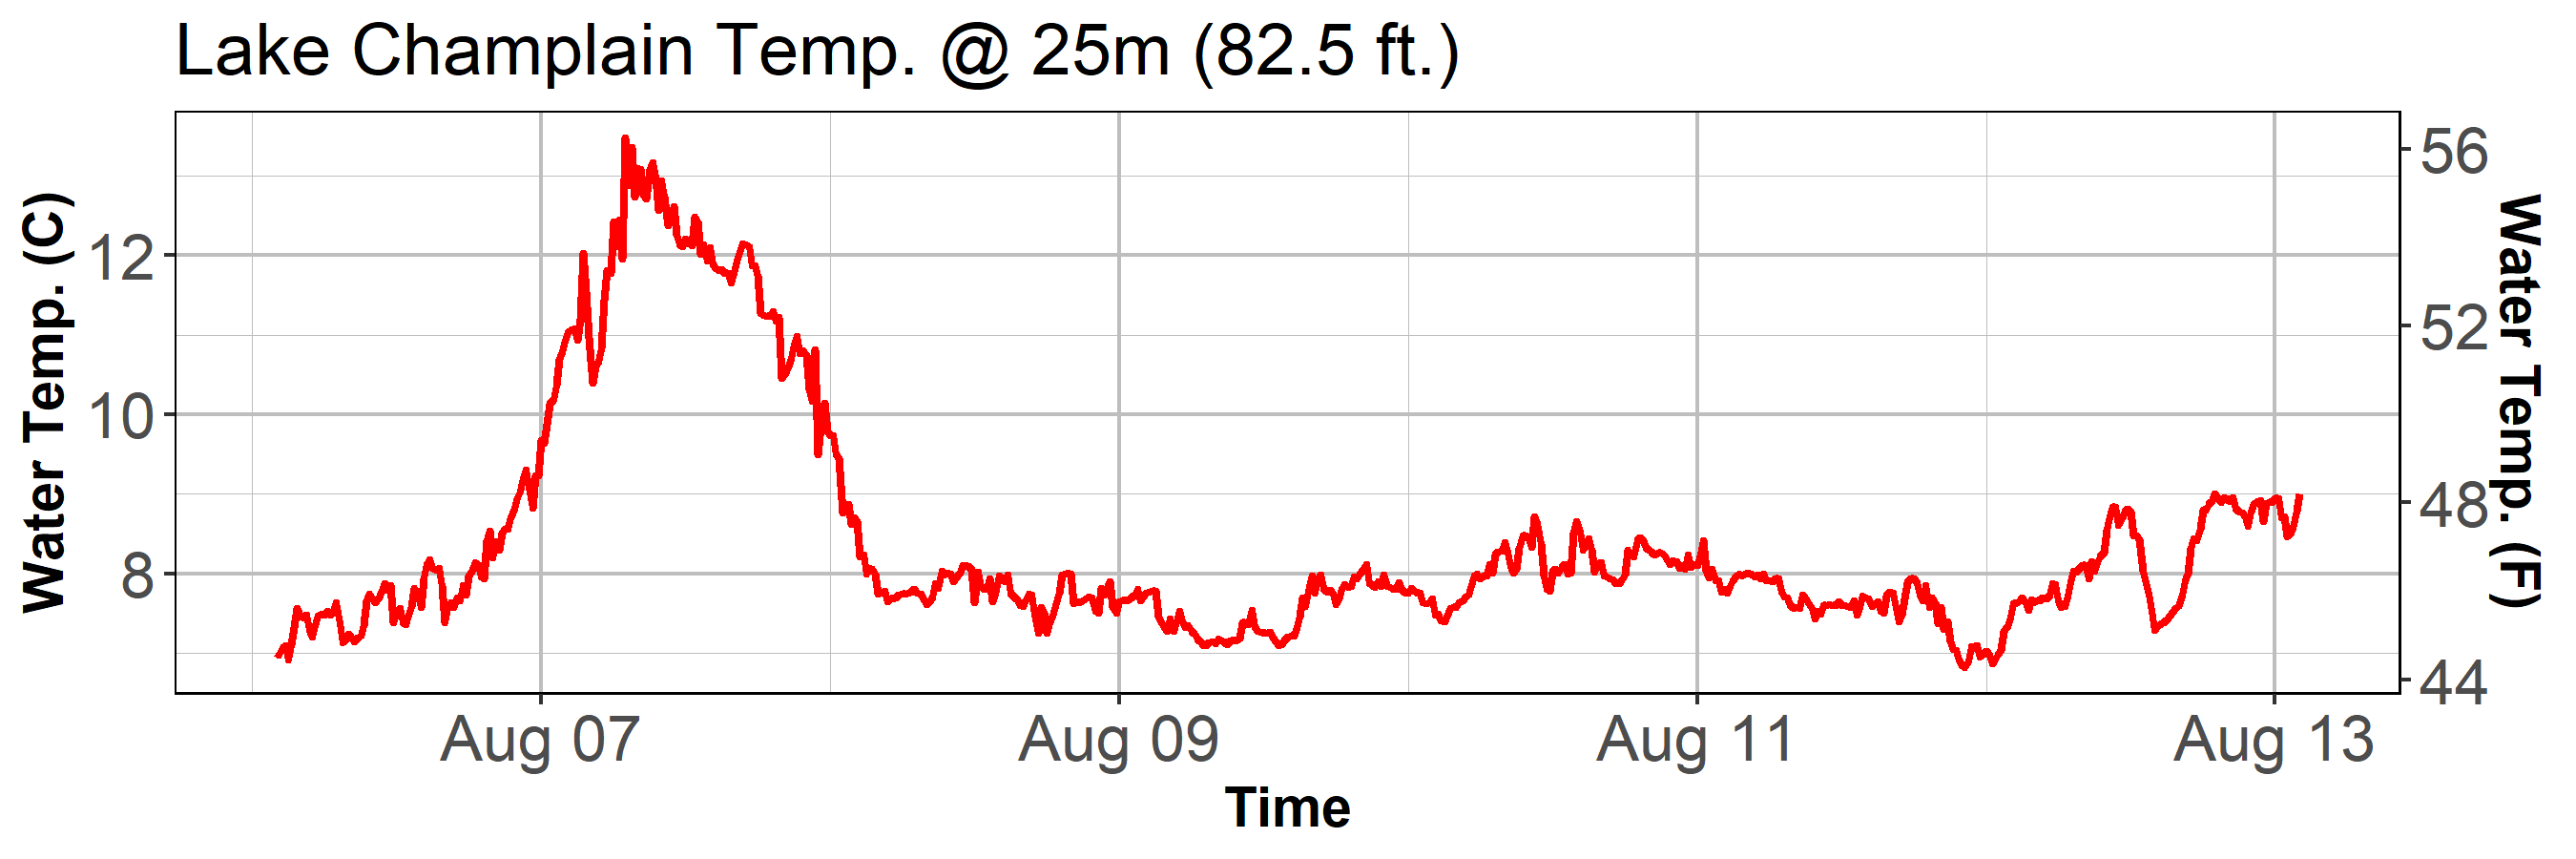 Lake Champlain Temp. @ 25m (82.5 ft.)
Water Temp. (C)
12
10
8
56
52
48
44
Water Temp. (F)
Aug 07
Aug 09
Aug 11
Aug 13
Time